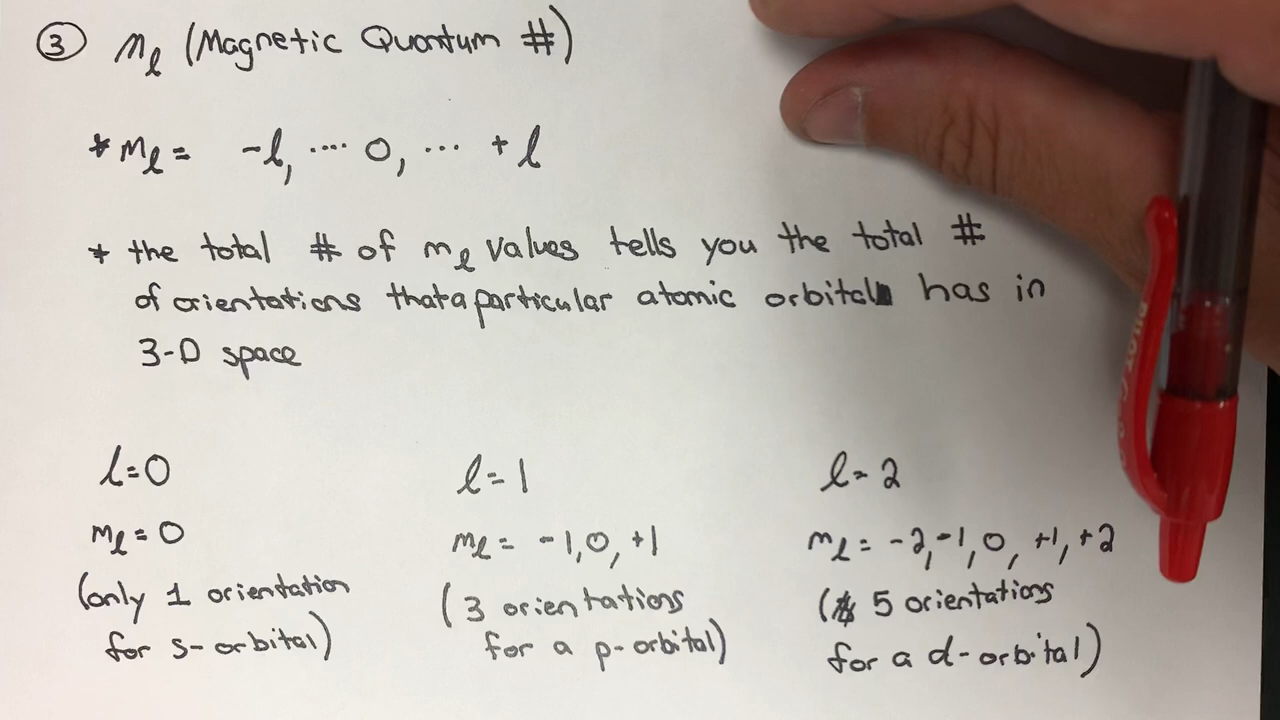 ③ ml (Magnetic Quantum #)
* ml = -l, .... 0, ... +l
* the total # of ml values tells you the total #
of orientations that a particular atomic orbital has in
3-D space
l=0 l=1 l=2
ml=0 ml= -1,0,+1 ml= -2,-1,0, +1,+2
(only 1 orientation (3 orientations ( 5 orientations
for s-orbital) for a p-orbital) for a d-orbital)
PILOT